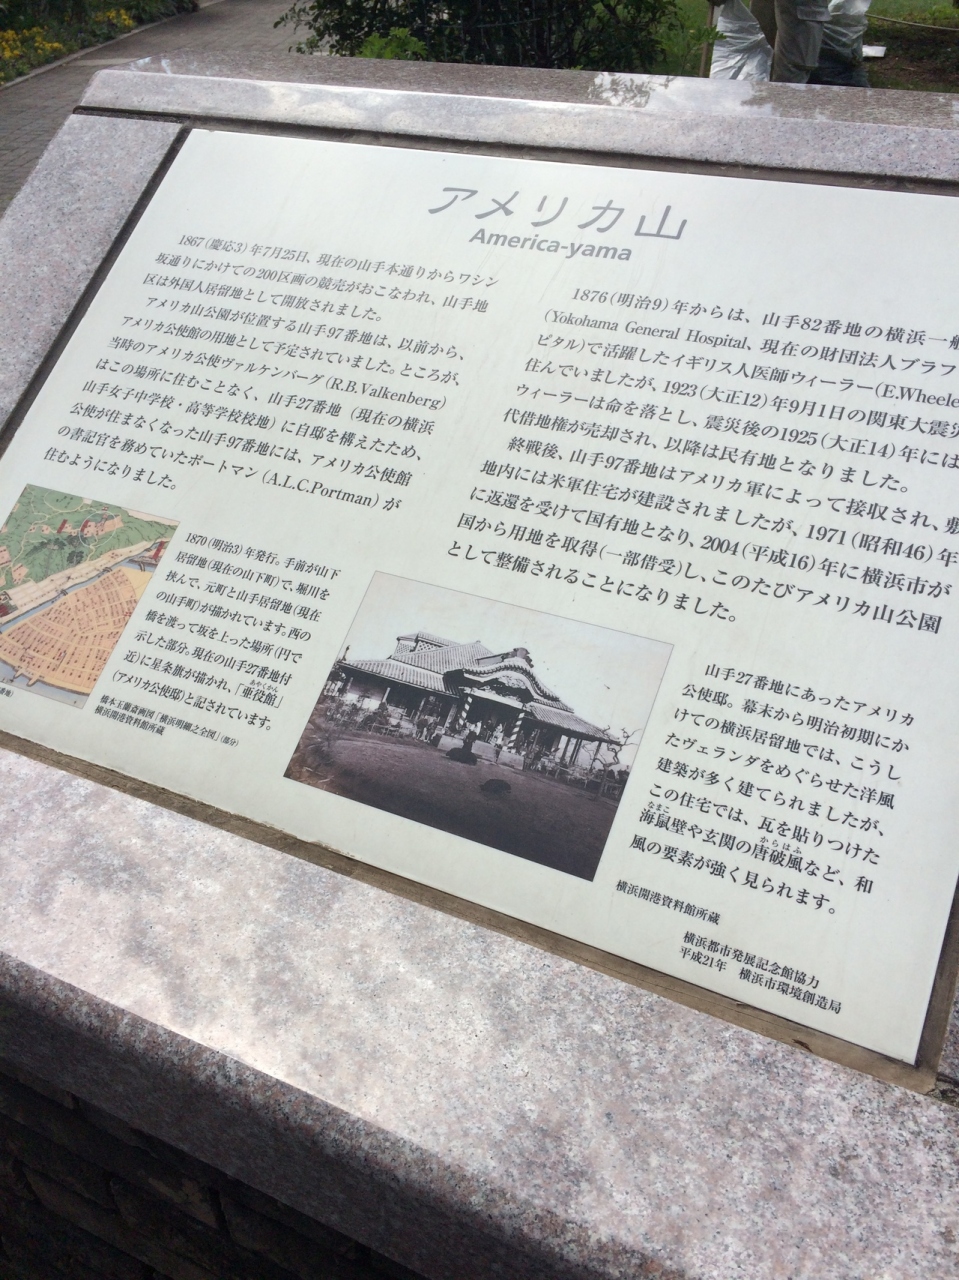 アメリカ山
America-yama
1867(慶応3)年7月25日、現在の山手本通りからワシン
坂通りにかけての200区画の競売がおこなわれ、山手地
区は外国人居留地として開放されました。
アメリカ山公園が位置する山手97番地は、以前から、
アメリカ公使館の用地として予定されていました。ところが、
当時のアメリカ公使ヴァルケンバーグ(R.B.Valkenberg)
はこの場所に住むことなく、山手27番地(現在の横浜
山手女子中学校・高等学校校地)に自邸を構えたため、
公使が住まなくなった山手97番地には、アメリカ公使館
の書記官を務めていたポートマン(A.L.C.Portman)が
住むようになりました。
1876(明治9)年からは、山手82番地の横浜一般
(Yokohama General Hospital、現在の財団法人ブラフ
ピタル)で活躍したイギリス人医師ウィーラー(E.Wheele
住んでいましたが、1923(大正12)年9月1日の関東大震災
ウィーラーは命を落とし、震災後の1925(大正14)年には
代借地権が売却され、以降は民有地となりました。
終戦後、山手97番地はアメリカ軍によって接収され、敷
地内には米軍住宅が建設されましたが、1971(昭和46)年
に返還を受けて国有地となり、2004(平成16)年に横浜市が
国から用地を取得(一部借受)し、このたびアメリカ山公園
として整備されることになりました。
1870(明治3)年発行。手前が山下
居留地(現在の山下町)で、堀川を
挟んで、元町と山手居留地(現在
の山手町)が描かれています。西の
橋を渡って坂を上った場所(円で
示した部分。現在の山手27番地付
近)に星条旗が描かれ、「亜役館」
(アメリカ公使邸)と記されています。
橋本玉蘭斎画図「横浜明細之全図」(部分)
横浜開港資料館所蔵
番地)
山手27番地にあったアメリカ
公使邸。幕末から明治初期にか
けての横浜居留地では、こうし
たヴェランダをめぐらせた洋風
建築が多く建てられましたが、
この住宅では、瓦を貼りつけた
海鼠壁や玄関の唐破風など、和
風の要素が強く見られます。
横浜開港資料館所蔵
横浜都市発展記念館協力
平成21年 横浜市環境創造局